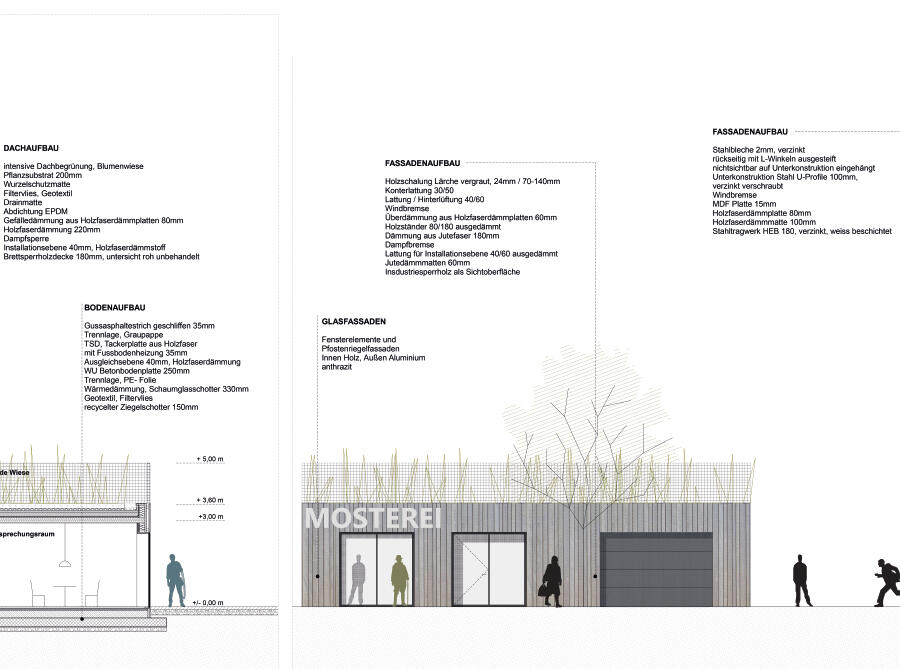 DACHAUFBAU
intensive Dachbegrünung, Blumenwiese
Pflanzsubstrat 200mm
Wurzelschutzmatte
Filtervlies, Geotextil
Drainmatte
Abdichtung EPDM
Gefälledämmung aus Holzfaserdämmplatten 80mm
Holzfaserdämmung 220mm
Dampfsperre
Installationsebene 40mm, Holzfaserdämmstoff
Brettsperrholzdecke 180mm, untersicht roh unbehandelt
BODENAUFBAU
Gussasphaltestrich geschliffen 35mm
Trennlage, Graupappe
TSD, Tackerplatte aus Holzfaser
mit Fussbodenheizung 35mm
Ausgleichsebene 40mm, Holzfaserdämmung
WU Betonbodenplatte 250mm
Trennlage, PE- Folie
Wärmedämmung, Schaumglasschotter 330mm
Geotextil, Filtervlies
recycelter Ziegelschotter 150mm
de Wiese
sprechungsraum
+ 5,00 m
+ 3,60 m
+3,00 m
+/- 0,00 m
GLASFASSADEN
Fensterelemente und
Pfostenriegelfassaden
Innen Holz, Außen Aluminium
anthrazit
FASSADENAUFBAU
Holzschalung Lärche vergraut, 24mm / 70-140mm
Konterlattung 30/50
Lattung / Hinterlüftung 40/60
Windbremse
Überdämmung aus Holzfaserdämmplatten 60mm
Holzständer 80/180 ausgedämmt
Dämmung aus Jutefaser 180mm
Dampfbremse
Lattung für Installationsebene 40/60 ausgedämmt
Jutedämmmatten 60mm
Insdustriesperrholz als Sichtoberfläche
FASSADENAUFBAU
Stahlbleche 2mm, verzinkt
rückseitig mit L-Winkeln ausgesteift
nichtsichtbar auf Unterkonstruktion eingehängt
Unterkonstruktion Stahl U-Profile 100mm,
verzinkt verschraubt
Windbremse
MDF Platte 15mm
Holzfaserdämmplatte 80mm
Holzfaserdämmmatte 100mm
Stahltragwerk HEB 180, verzinkt, weiss beschichtet
MOSTEREI